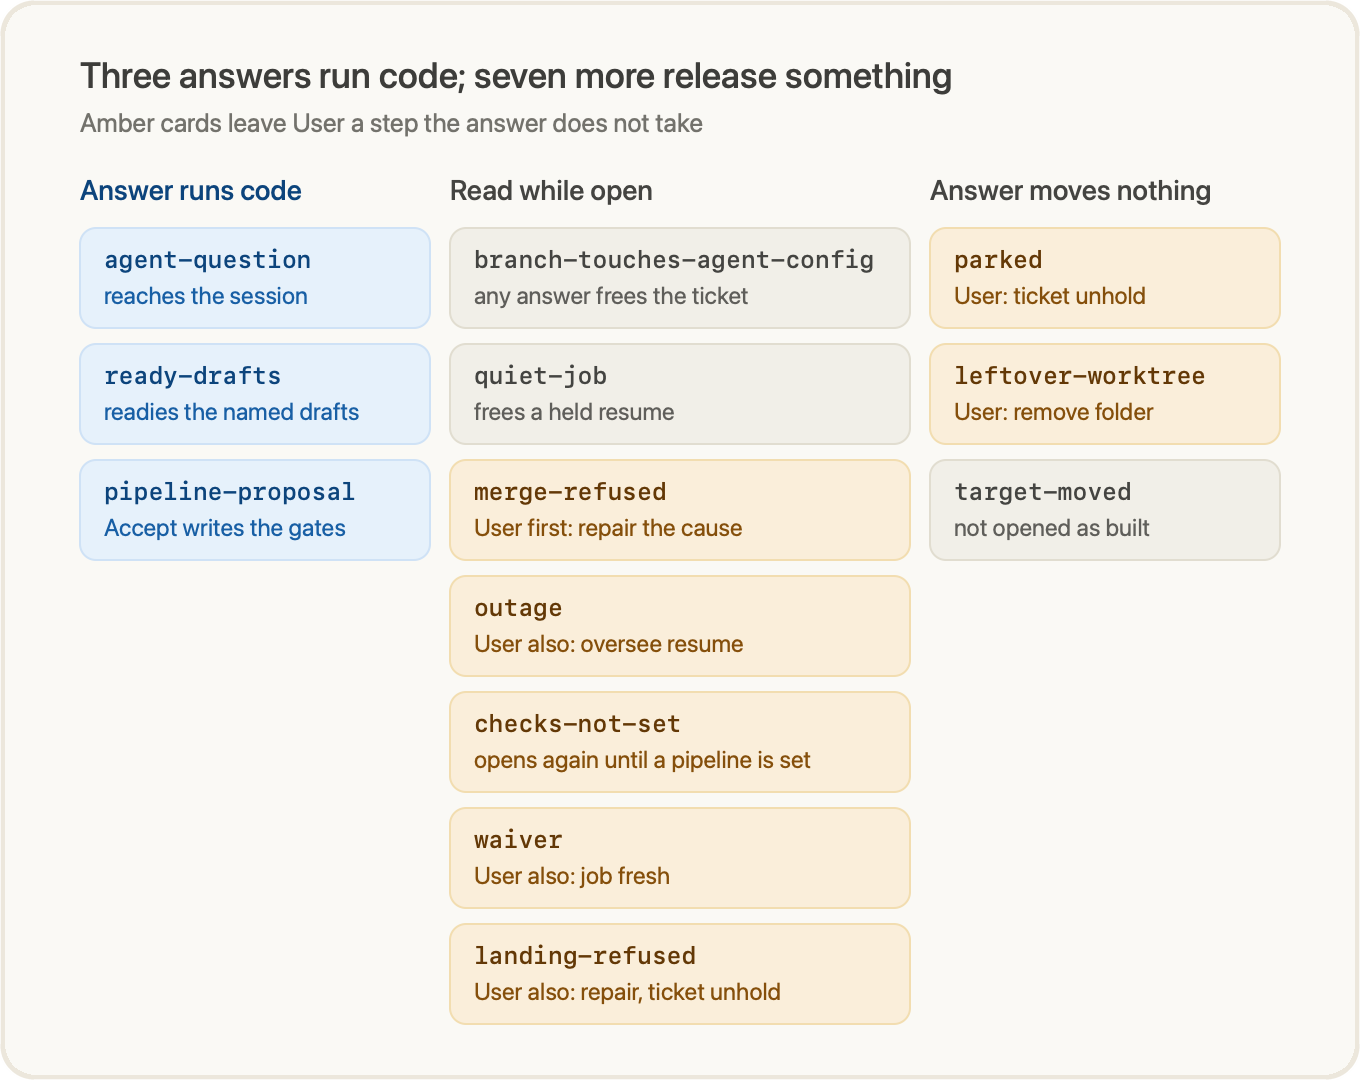 Three answers run code; seven more release something
Amber cards leave User a step the answer does not take
Answer runs code
agent-question
reaches the session
ready-drafts
readies the named drafts
pipeline-proposal
Accept writes the gates
Read while open
branch-touches-agent-config
any answer frees the ticket
quiet-job
frees a held resume
merge-refused
User first: repair the cause
outage
User also: oversee resume
checks-not-set
opens again until a pipeline is set
waiver
User also: job fresh
landing-refused
User also: repair, ticket unhold
Answer moves nothing
parked
User: ticket unhold
leftover-worktree
User: remove folder
target-moved
not opened as built